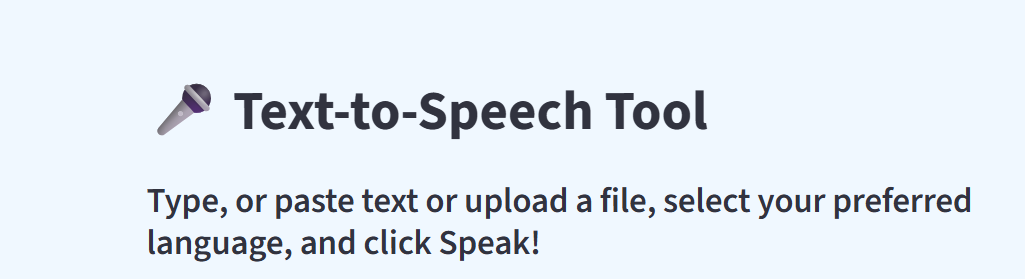 Text-to-Speech Tool
Type, or paste text or upload a file, select your preferred
language, and click Speak!